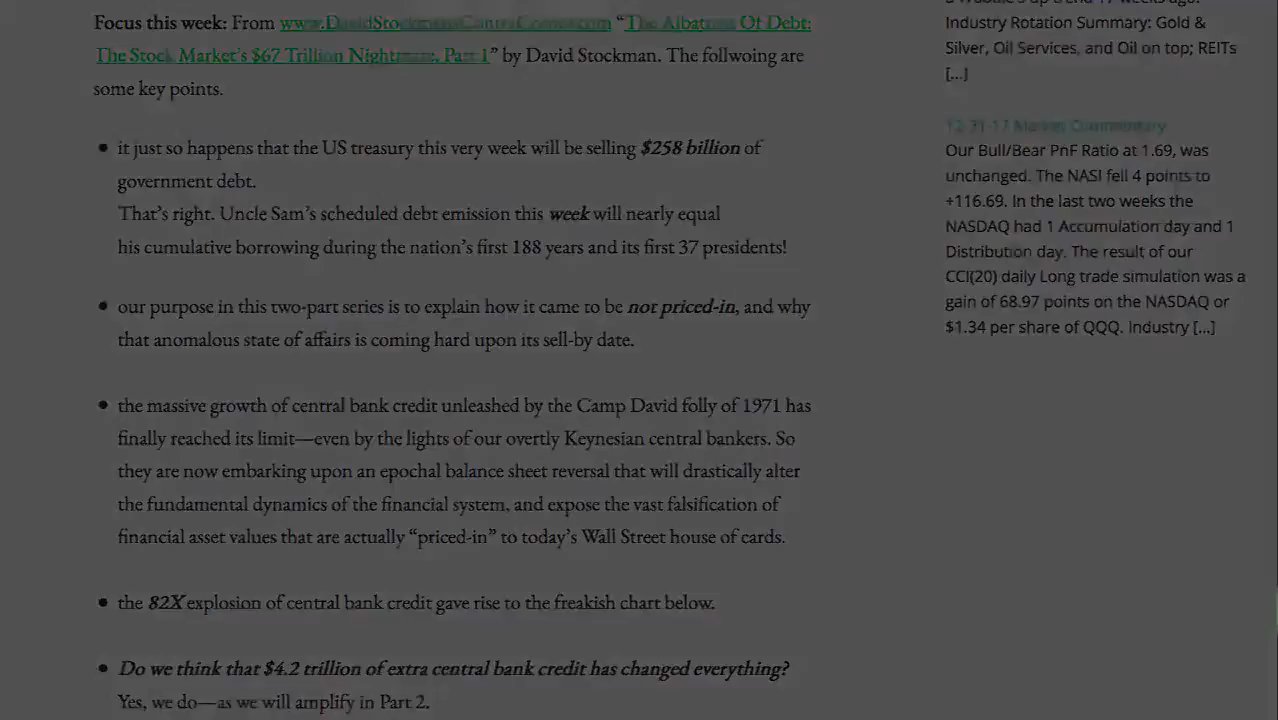 Focus this week: From www.DavidStockmansContraCorner.com “The Albatross Of Debt:
The Stock Market’s $67 Trillion Nightmare, Part 1” by David Stockman. The follwoing are
some key points.
it just so happens that the US treasury this very week will be selling $258 billion of
government debt.
That’s right. Uncle Sam’s scheduled debt emission this week will nearly equal
his cumulative borrowing during the nation’s first 188 years and its first 37 presidents!
our purpose in this two-part series is to explain how it came to be not priced-in, and why
that anomalous state of affairs is coming hard upon its sell-by date.
the massive growth of central bank credit unleashed by the Camp David folly of 1971 has
finally reached its limit—even by the lights of our overtly Keynesian central bankers. So
they are now embarking upon an epochal balance sheet reversal that will drastically alter
the fundamental dynamics of the financial system, and expose the vast falsification of
financial asset values that are actually “priced-in” to today’s Wall Street house of cards.
the 82X explosion of central bank credit gave rise to the freakish chart below.
Do we think that $4.2 trillion of extra central bank credit has changed everything?
Yes, we do—as we will amplify in Part 2.
Industry Rotation Summary: Gold &
Silver, Oil Services, and Oil on top; REITs
[...]
12-31-17 Market Commentary
Our Bull/Bear PnF Ratio at 1.69, was
unchanged. The NASI fell 4 points to
+116.69. In the last two weeks the
NASDAQ had 1 Accumulation day and 1
Distribution day. The result of our
CCI(20) daily Long trade simulation was a
gain of 68.97 points on the NASDAQ or
$1.34 per share of QQQ. Industry [...]